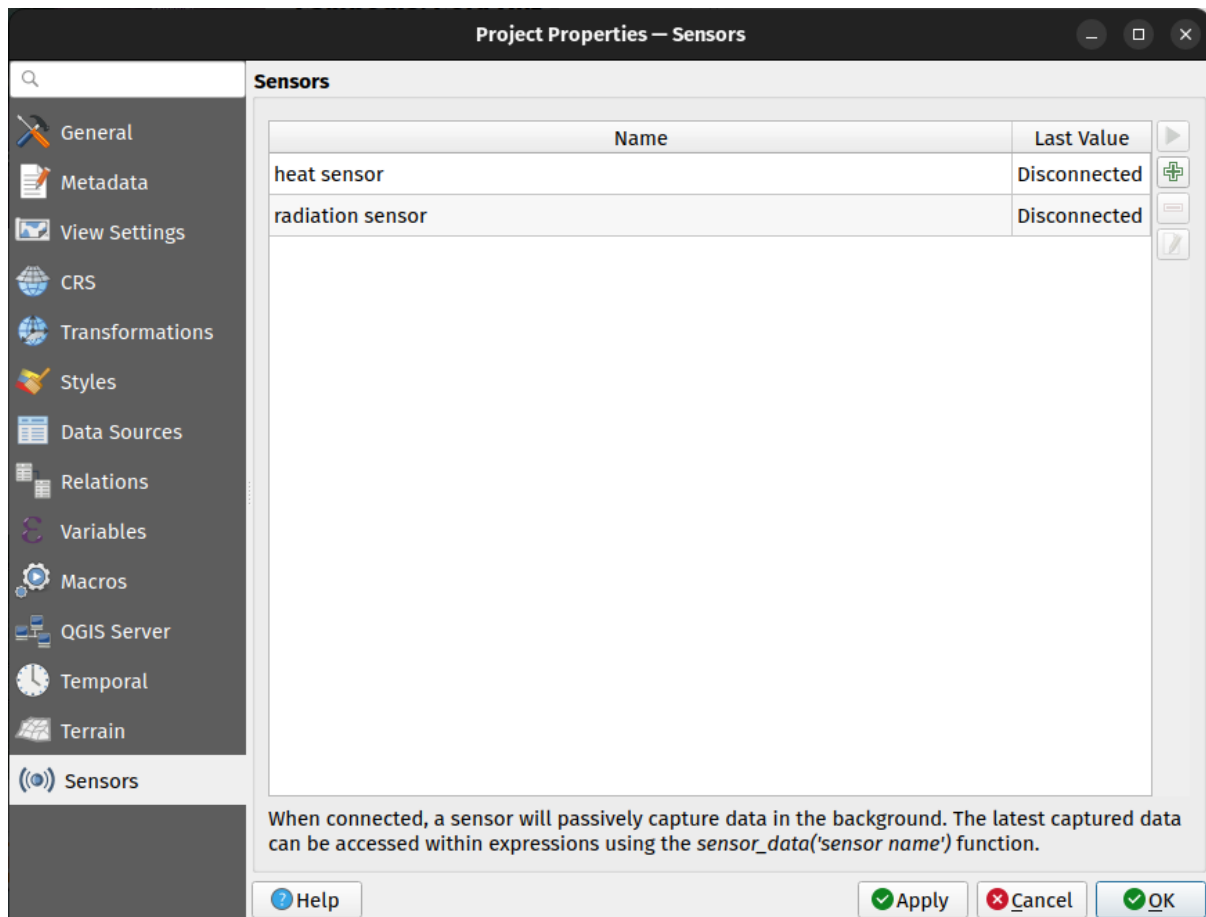 Project Properties — Sensors
Sensors
General
Metadata
View Settings
CRS
Transformations
Styles
Data Sources
Relations
Variables
Macros
QGIS Server
Temporal
Terrain
Sensors
Name Last Value
heat sensor Disconnected
radiation sensor Disconnected
When connected, a sensor will passively capture data in the background. The latest captured data
can be accessed within expressions using the sensor_data('sensor name') function.
Help Apply Cancel OK